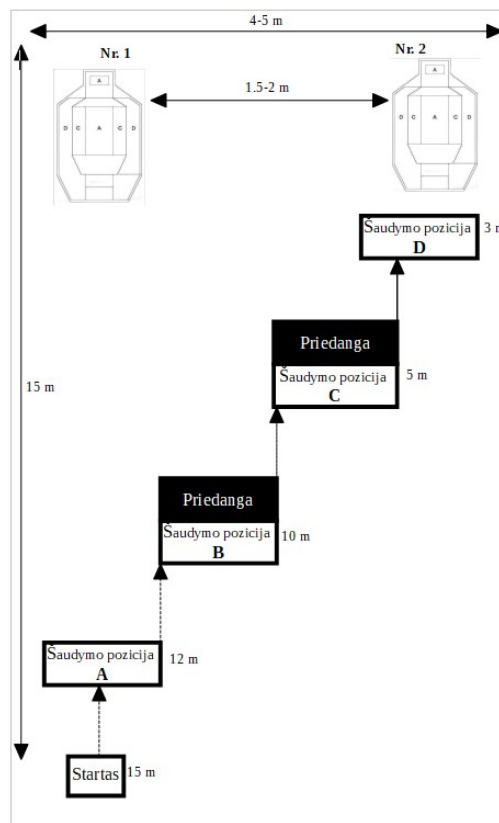 4-5 m
Nr. 1
Nr. 2
A
D C A C D
A
D C A C D
1.5-2 m
Šaudymo pozicija
D
3 m
Priedanga
Šaudymo pozicija
C
5 m
15 m
Priedanga
Šaudymo pozicija
B
10 m
Šaudymo pozicija
A
12 m
Startas
15 m